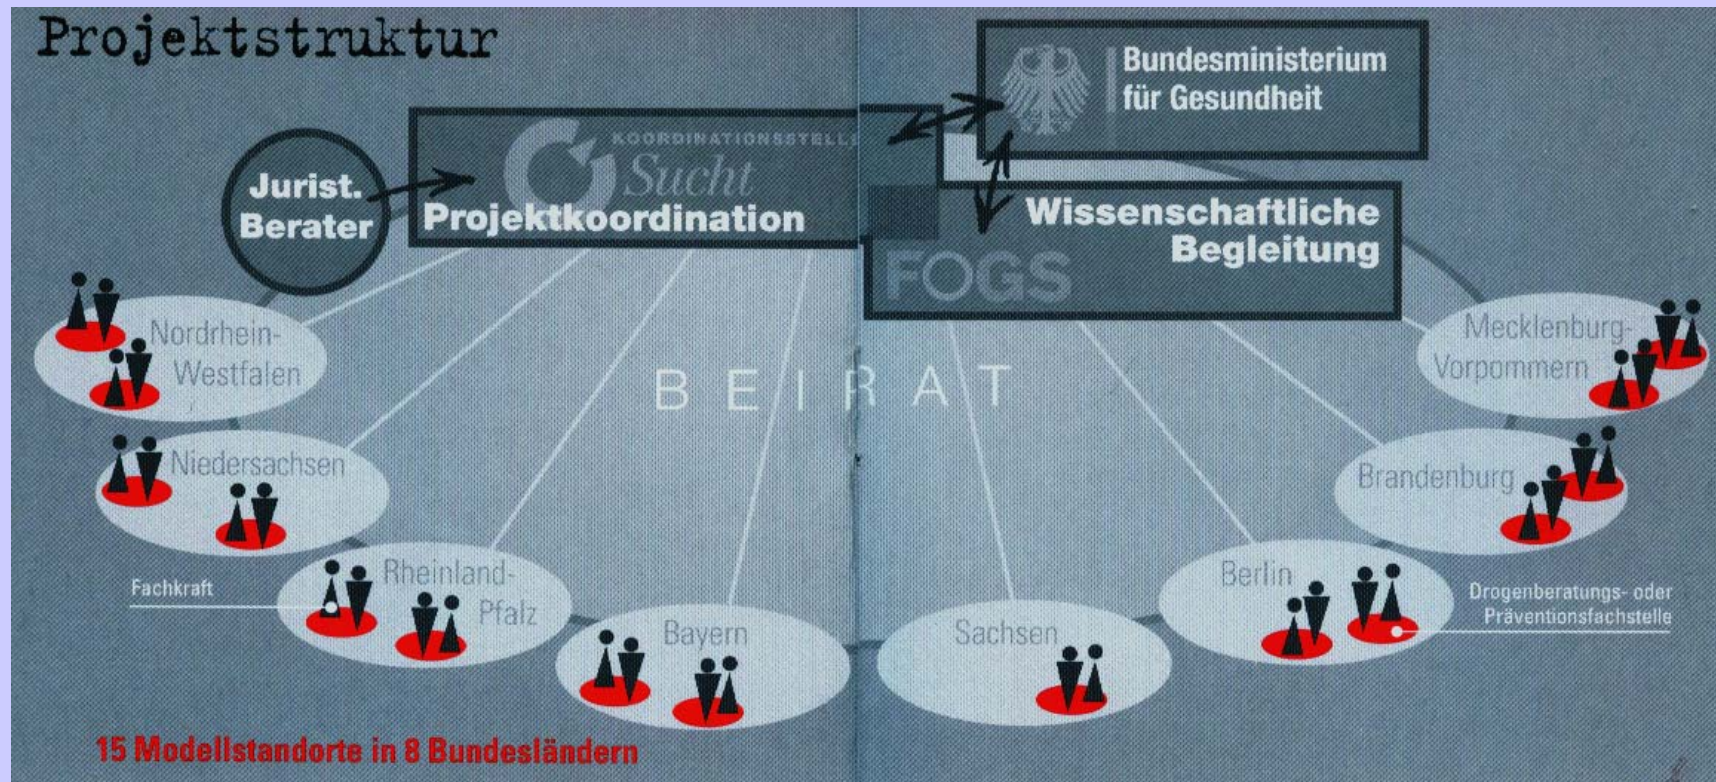 Projektstruktur
Bundesministerium
für Gesundheit
KOORDINATIONSSTELLE
Sucht
Projektkoordination
Jurist.
Berater
Wissenschaftliche
Begleitung
FOGS
Nordrhein-
Westfalen
Mecklenburg-
Vorpommern
BEIRAT
Niedersachsen
Brandenburg
Fachkraft
Rheinland-
Pfalz
Berlin
Drogenberatungs- oder
Präventionsfachstelle
Bayern
Sachsen
15 Modellstandorte in 8 Bundesländern